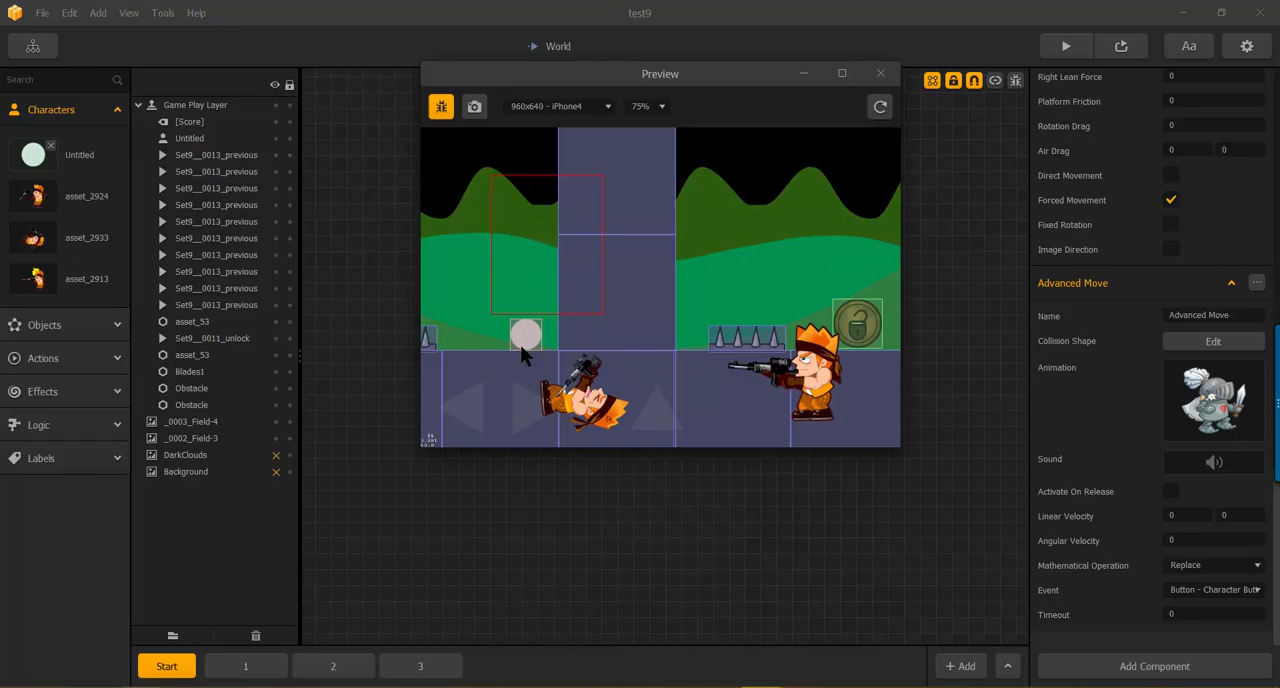 File Edit Add View Tools Help
test9
World
Aa
Search
Characters
Untitled
asset_2924
asset_2933
asset_2913
Objects
Actions
Effects
Logic
Labels
Game Play Layer
[Score]
Untitled
Set9__0013_previous
Set9__0013_previous
Set9__0013_previous
Set9__0013_previous
Set9__0013_previous
Set9__0013_previous
Set9__0013_previous
Set9__0013_previous
Set9__0013_previous
Set9__0013_previous
asset_53
Set9__0011_unlock
asset_53
Blades1
Obstacle
Obstacle
_0003_Field-4
_0002_Field-3
DarkClouds
Background
Preview
960x640 - iPhone4
75%
Right Lean Force 0
Platform Friction 0
Rotation Drag 0
Air Drag 0 0
Direct Movement
Forced Movement
Fixed Rotation
Image Direction
Advanced Move
Name Advanced Move
Collision Shape Edit
Animation
Sound
Activate On Release
Linear Velocity 0 0
Angular Velocity 0
Mathematical Operation Replace
Event Button - Character But
Timeout 0
Start 1 2 3
+ Add
Add Component